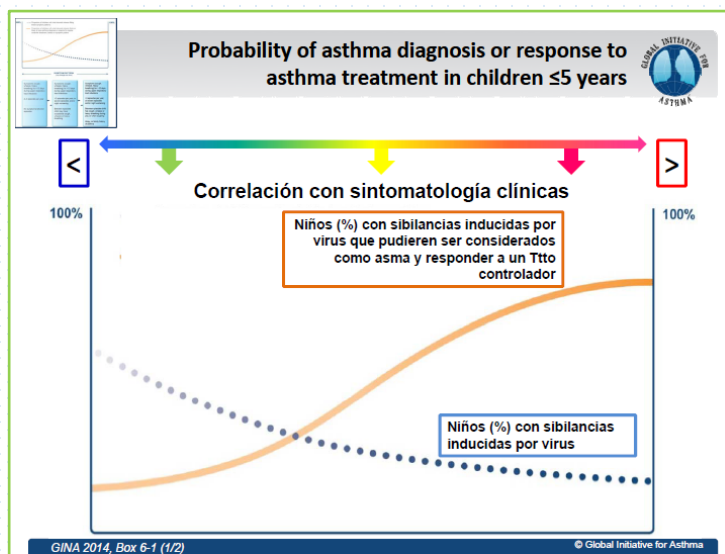 Probability of asthma diagnosis or response to
asthma treatment in children ≤5 years
GLOBAL INITIATIVE FOR
ASTHMA
<
>
Correlación con sintomatología clínicas
100%
100%
Niños (%) con sibilancias inducidas por
virus que pudieren ser considerados
como asma y responder a un Ttto
controlador
Niños (%) con sibilancias
inducidas por virus
GINA 2014, Box 6-1 (1/2)
© Global Initiative for Asthma